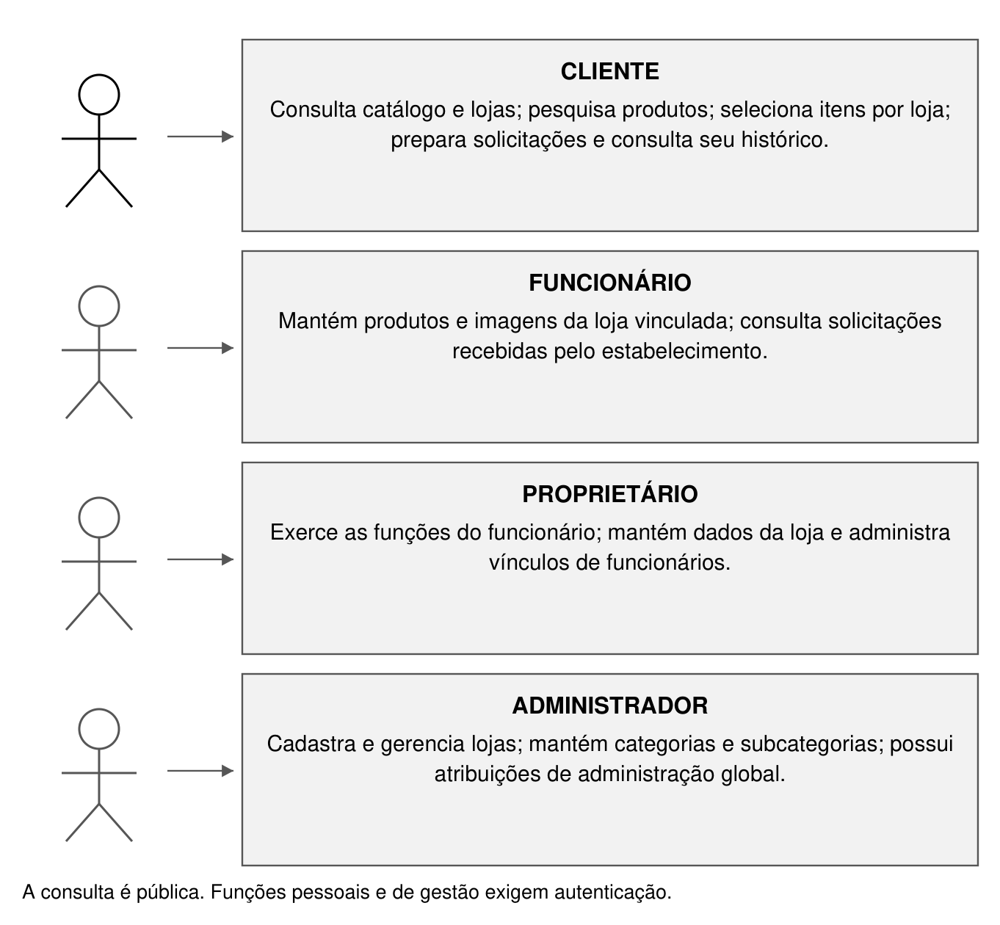 CLIENTE
Consulta catálogo e lojas; pesquisa produtos; seleciona itens por loja;
prepara solicitações e consulta seu histórico.
FUNCIONÁRIO
Mantém produtos e imagens da loja vinculada; consulta solicitações
recebidas pelo estabelecimento.
PROPRIETÁRIO
Exerce as funções do funcionário; mantém dados da loja e administra
vínculos de funcionários.
ADMINISTRADOR
Cadastra e gerencia lojas; mantém categorias e subcategorias; possui
atribuições de administração global.
A consulta é pública. Funções pessoais e de gestão exigem autenticação.